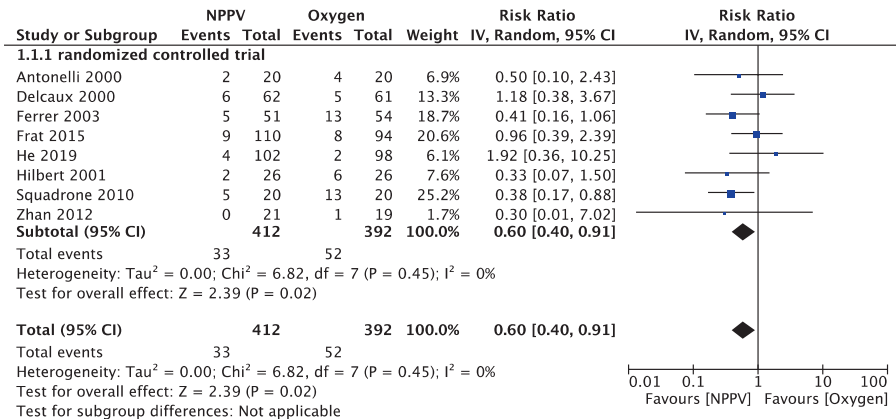 NPPV Oxygen Risk Ratio Risk Ratio
Study or Subgroup Events Total Events Total Weight IV, Random, 95% CI IV, Random, 95% CI
1.1.1 randomized controlled trial
Antonelli 2000 2 20 4 20 6.9% 0.50 [0.10, 2.43]
Delcaux 2000 6 62 5 61 13.3% 1.18 [0.38, 3.67]
Ferrer 2003 5 51 13 54 18.7% 0.41 [0.16, 1.06]
Frat 2015 9 110 8 94 20.6% 0.96 [0.39, 2.39]
He 2019 4 102 2 98 6.1% 1.92 [0.36, 10.25]
Hilbert 2001 2 26 6 26 7.6% 0.33 [0.07, 1.50]
Squadrone 2010 5 20 13 20 25.2% 0.38 [0.17, 0.88]
Zhan 2012 0 21 1 19 1.7% 0.30 [0.01, 7.02]
Subtotal (95% CI) 412 392 100.0% 0.60 [0.40, 0.91]
Total events 33 52
Heterogeneity: Tau² = 0.00; Chi² = 6.82, df = 7 (P = 0.45); I² = 0%
Test for overall effect: Z = 2.39 (P = 0.02)
Total (95% CI) 412 392 100.0% 0.60 [0.40, 0.91]
Total events 33 52
Heterogeneity: Tau² = 0.00; Chi² = 6.82, df = 7 (P = 0.45); I² = 0%
Test for overall effect: Z = 2.39 (P = 0.02)
Test for subgroup differences: Not applicable
0.01 0.1 1 10 100
Favours [NPPV] Favours [Oxygen]